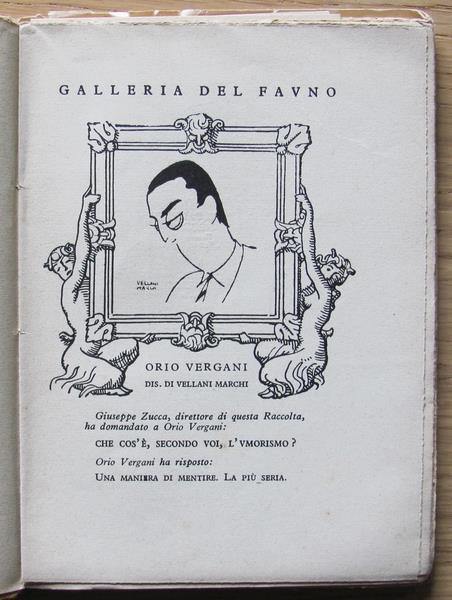 GALLERIA DEL FAVNO
VELLANI
MARCHI
ORIO VERGANI
DIS. DI VELLANI MARCHI
Giuseppe Zucca, direttore di questa Raccolta,
ha domandato a Orio Vergani:
CHE COS'È, SECONDO VOI, L'VMORISMO?
Orio Vergani ha risposto:
UNA MANIERA DI MENTIRE. LA PIÙ SERIA.